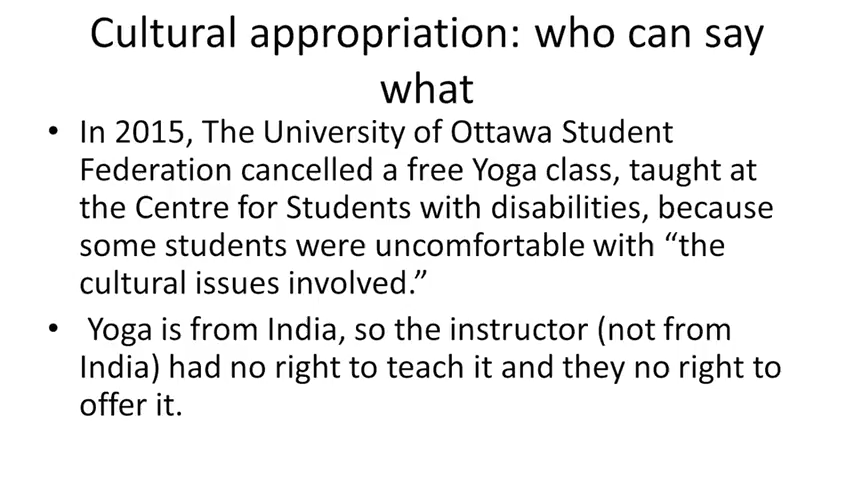 Cultural appropriation: who can say
what
• In 2015, The University of Ottawa Student
Federation cancelled a free Yoga class, taught at
the Centre for Students with disabilities, because
some students were uncomfortable with “the
cultural issues involved.”
• Yoga is from India, so the instructor (not from
India) had no right to teach it and they no right to
offer it.